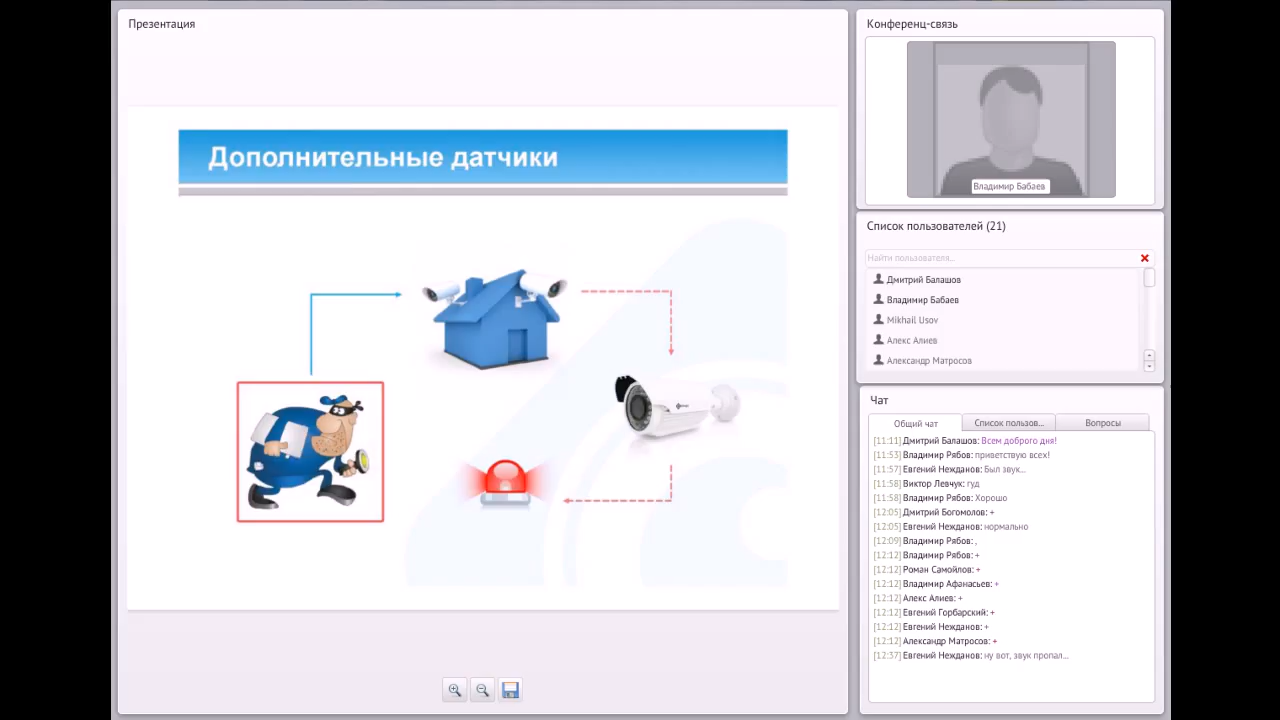 Презентация
Дополнительные датчики
Конференц-связь
Владимир Бабаев
Список пользователей (21)
Найти пользователя...
Дмитрий Балашов
Владимир Бабаев
Mikhail Usov
Алекс Алиев
Александр Матросов
Чат
Общий чат
Список пользов...
Вопросы
[11:11] Дмитрий Балашов: Всем доброго дня!
[11:53] Владимир Рябов: приветствую всех!
[11:57] Евгений Нежданов: Был звук...
[11:58] Виктор Левчук: гуд
[11:58] Владимир Рябов: Хорошо
[12:05] Дмитрий Богомолов: +
[12:05] Евгений Нежданов: нормально
[12:09] Владимир Рябов: ,
[12:12] Владимир Рябов: +
[12:12] Роман Самойлов: +
[12:12] Владимир Афанасьев: +
[12:12] Алекс Алиев: +
[12:12] Евгений Горбарский: +
[12:12] Евгений Нежданов: +
[12:12] Александр Матросов: +
[12:37] Евгений Нежданов: ну вот, звук пропал...